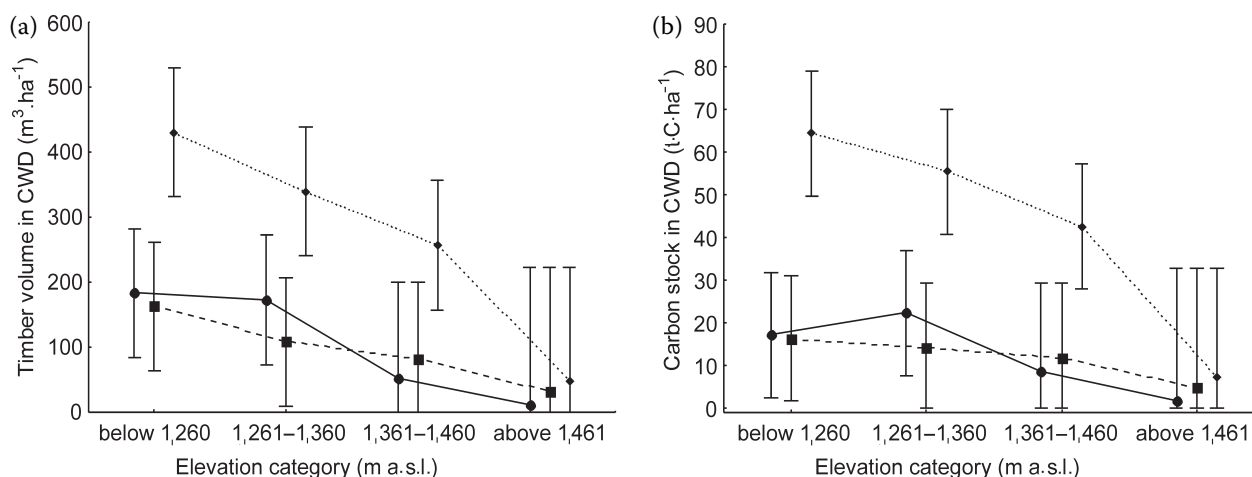 (a)
Timber volume in CWD (m³.ha⁻¹)
600
500
400
300
200
100
0
below 1,260
1,261–1,360
1,361–1,460
above 1,461
Elevation category (m a.s.l.)
(b)
Carbon stock in CWD (t·C·ha⁻¹)
90
80
70
60
50
40
30
20
10
0
below 1,260
1,261–1,360
1,361–1,460
above 1,461
Elevation category (m a.s.l.)